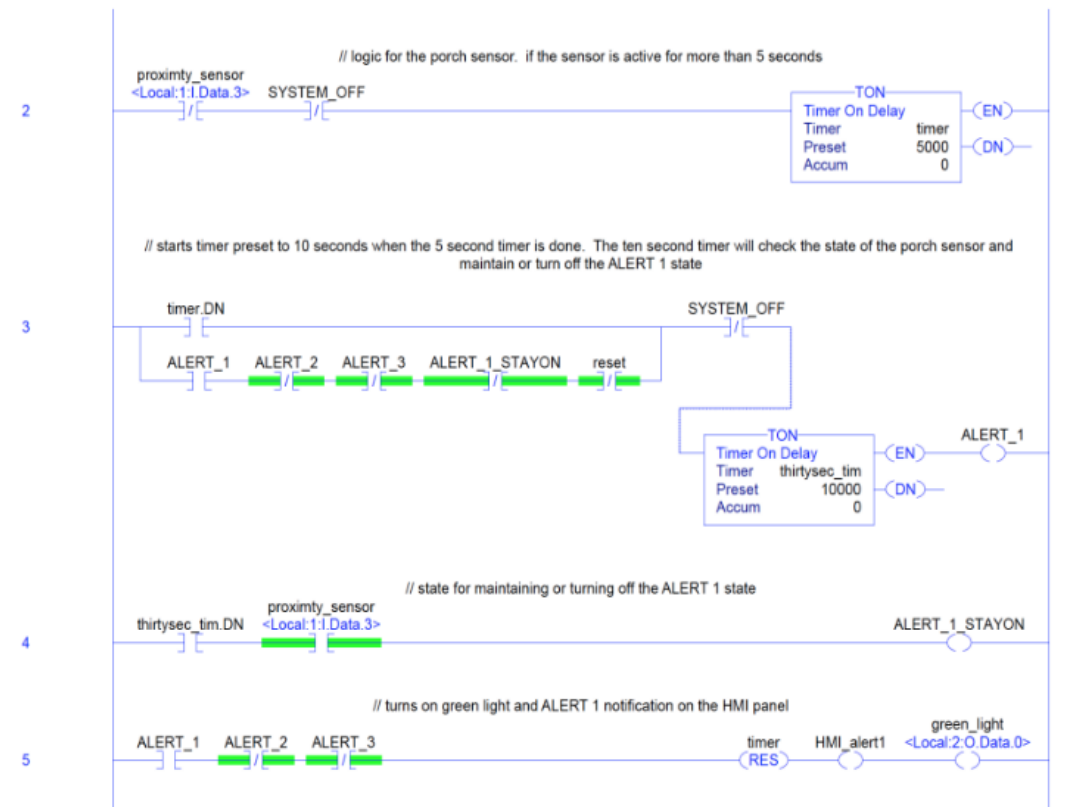 // logic for the porch sensor.  if the sensor is active for more than 5 seconds
proximty_sensor
<Local:1:I.Data.3> SYSTEM_OFF
2
TON
Timer On Delay
Timer timer
Preset 5000
Accum 0
(EN)
(DN)
// starts timer preset to 10 seconds when the 5 second timer is done.  The ten second timer will check the state of the porch sensor and
maintain or turn off the ALERT 1 state
timer.DN SYSTEM_OFF
3
ALERT_1 ALERT_2 ALERT_3 ALERT_1_STAYON reset
TON
Timer On Delay
Timer thirtysec_tim
Preset 10000
Accum 0
(EN)
(DN)
ALERT_1
// state for maintaining or turning off the ALERT 1 state
proximty_sensor
thirtysec_tim.DN <Local:1:I.Data.3> ALERT_1_STAYON
4
// turns on green light and ALERT 1 notification on the HMI panel
green_light
ALERT_1 ALERT_2 ALERT_3 timer HMI_alert1 <Local:2:O.Data.0>
5 (RES)